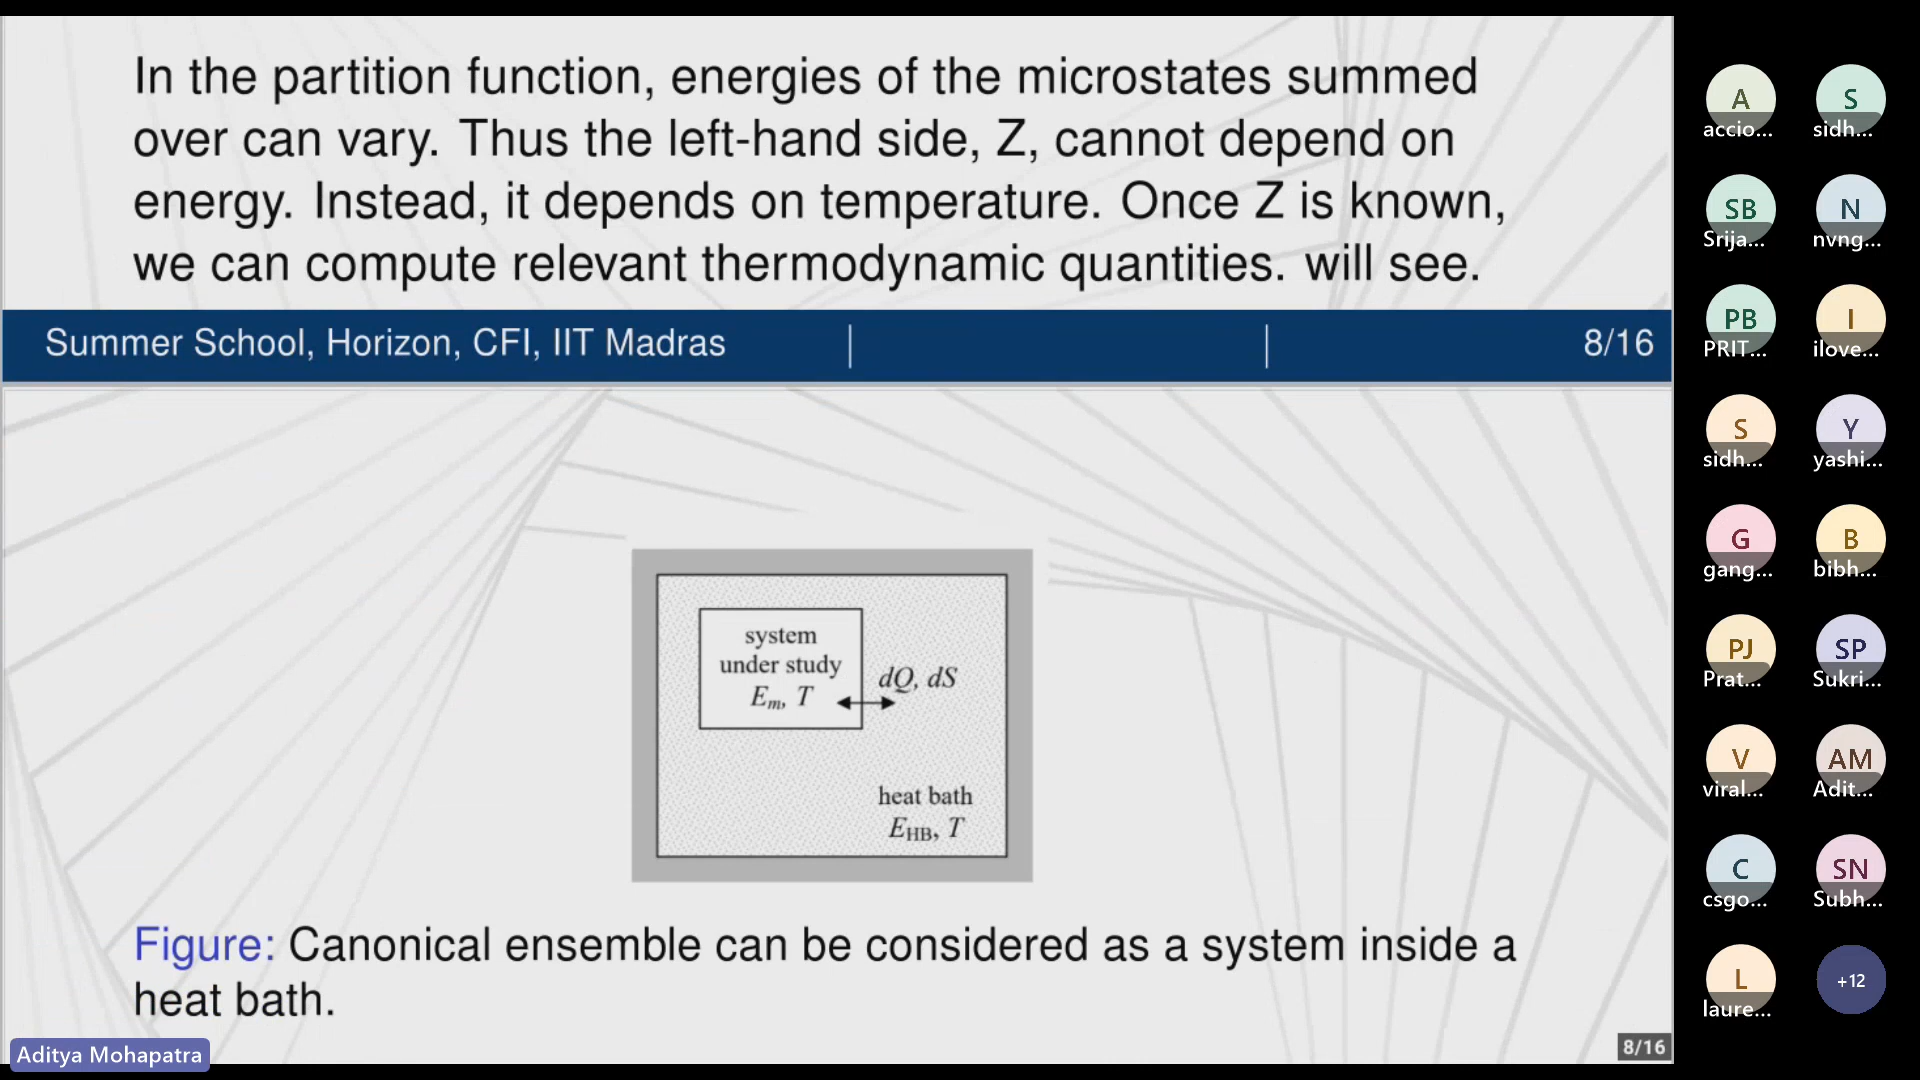 In the partition function, energies of the microstates summed
over can vary. Thus the left-hand side, Z, cannot depend on
energy. Instead, it depends on temperature. Once Z is known,
we can compute relevant thermodynamic quantities. will see.
Summer School, Horizon, CFI, IIT Madras
8/16
system
under study
Em, T
dQ, dS
heat bath
EHB, T
Figure: Canonical ensemble can be considered as a system inside a
heat bath.
Aditya Mohapatra
8/16
A
accio...
S
sidh...
SB
Srija...
N
nvng...
PB
PRIT...
I
ilove...
S
sidh...
Y
yashi...
G
gang...
B
bibh...
PJ
Prat...
SP
Sukri...
V
viral...
AM
Adit...
C
csgo...
SN
Subh...
L
laure...
+12